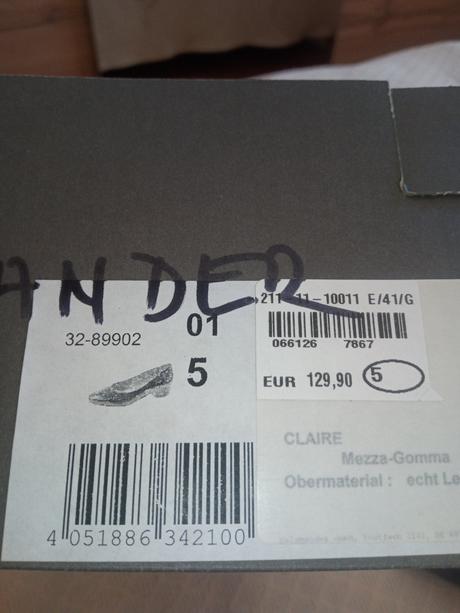 ANDER
32-89902
01
5
211-11-10011 E/41/G
066126 7867
EUR 129,90 5
CLAIRE
Mezza-Gomma
Obermaterial : echt Le
4 051886 342100